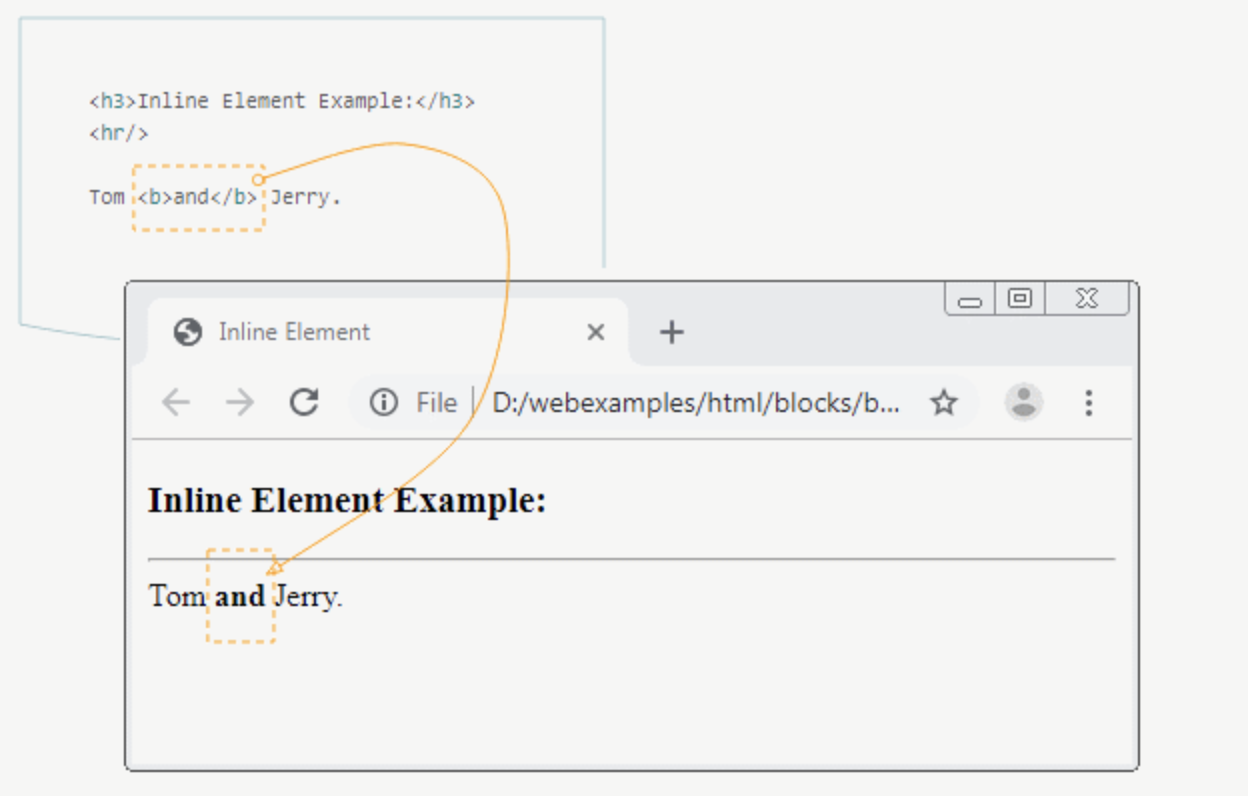 <h3>Inline Element Example:</h3>
<hr/>
Tom <b>and</b> Jerry.
Inline Element
File D:/webexamples/html/blocks/b...
Inline Element Example:
Tom and Jerry.